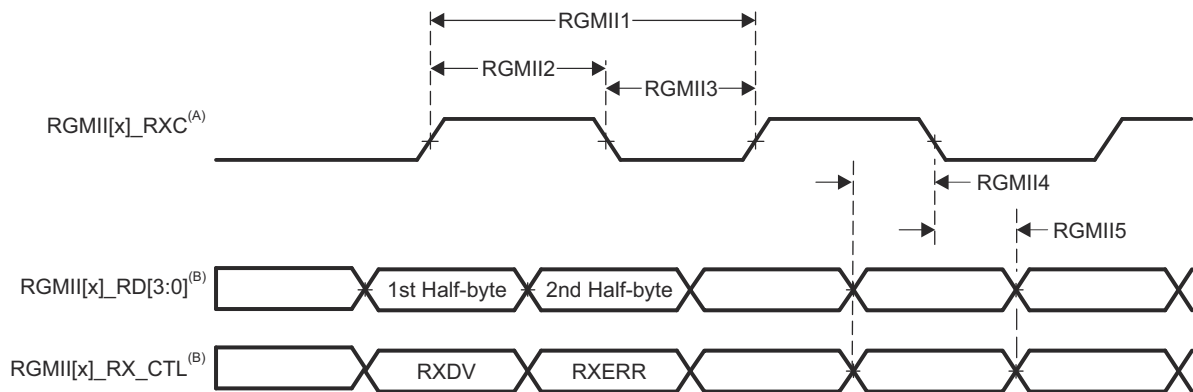 RGMII1
RGMII2
RGMII3
RGMII[x]_RXC(A)
RGMII4
RGMII5
RGMII[x]_RD[3:0](B)
1st Half-byte
2nd Half-byte
RGMII[x]_RX_CTL(B)
RXDV
RXERR